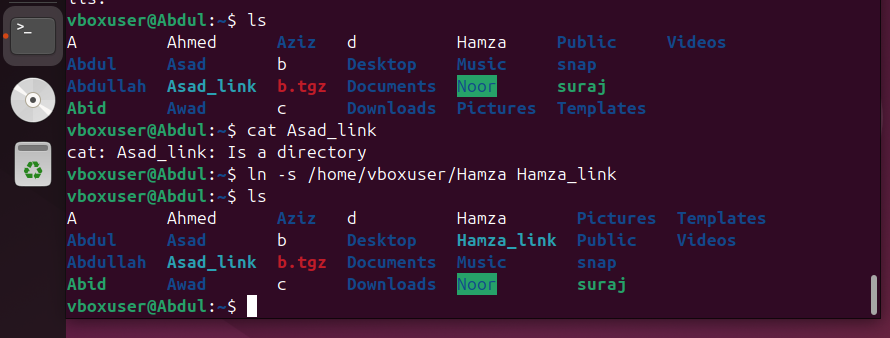 vboxuser@Abdul:~$ ls
A Ahmed Aziz d Hamza Public Videos
Abdul Asad b Desktop Music snap
Abdullah Asad_link b.tgz Documents Noor suraj
Abid Awad c Downloads Pictures Templates
vboxuser@Abdul:~$ cat Asad_link
cat: Asad_link: Is a directory
vboxuser@Abdul:~$ ln -s /home/vboxuser/Hamza Hamza_link
vboxuser@Abdul:~$ ls
A Ahmed Aziz d Hamza Pictures Templates
Abdul Asad b Desktop Hamza_link Public Videos
Abdullah Asad_link b.tgz Documents Music snap
Abid Awad c Downloads Noor suraj
vboxuser@Abdul:~$